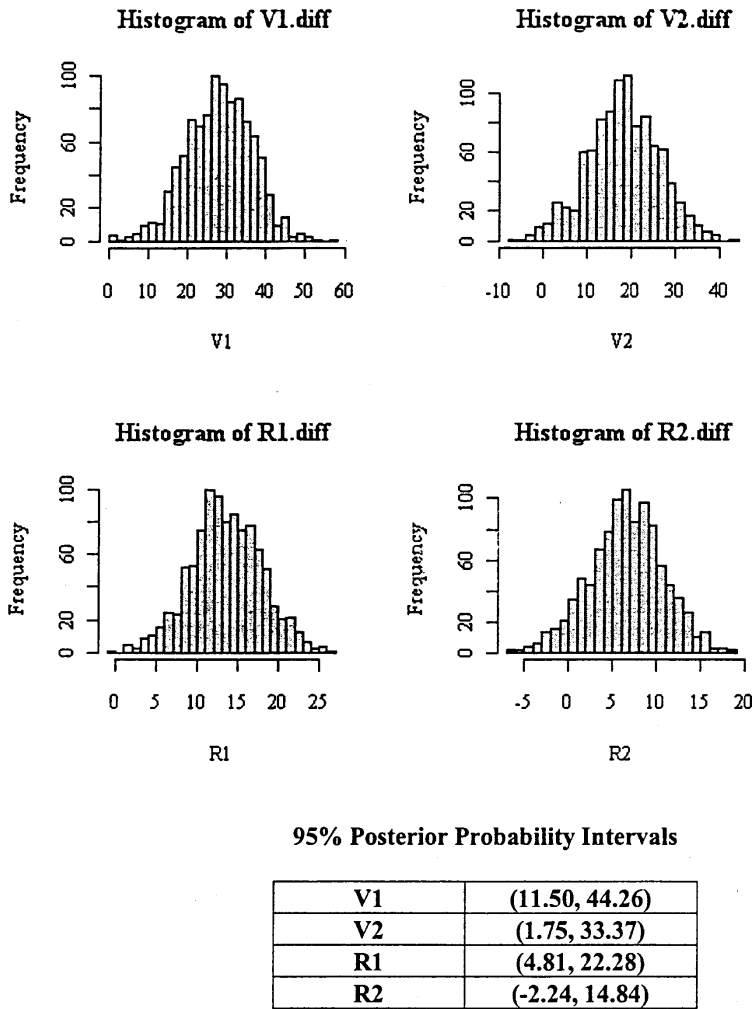 Histogram of V1.diff
Histogram of V2.diff
Frequency
0 20 60 100
0 10 20 30 40 50 60
V1
Frequency
0 20 60 100
-10 0 10 20 30 40
V2
Histogram of R1.diff
Histogram of R2.diff
Frequency
0 20 60 100
0 5 10 15 20 25
R1
Frequency
0 20 60 100
-5 0 5 10 15 20
R2
95% Posterior Probability Intervals
V1 (11.50, 44.26)
V2 (1.75, 33.37)
R1 (4.81, 22.28)
R2 (-2.24, 14.84)